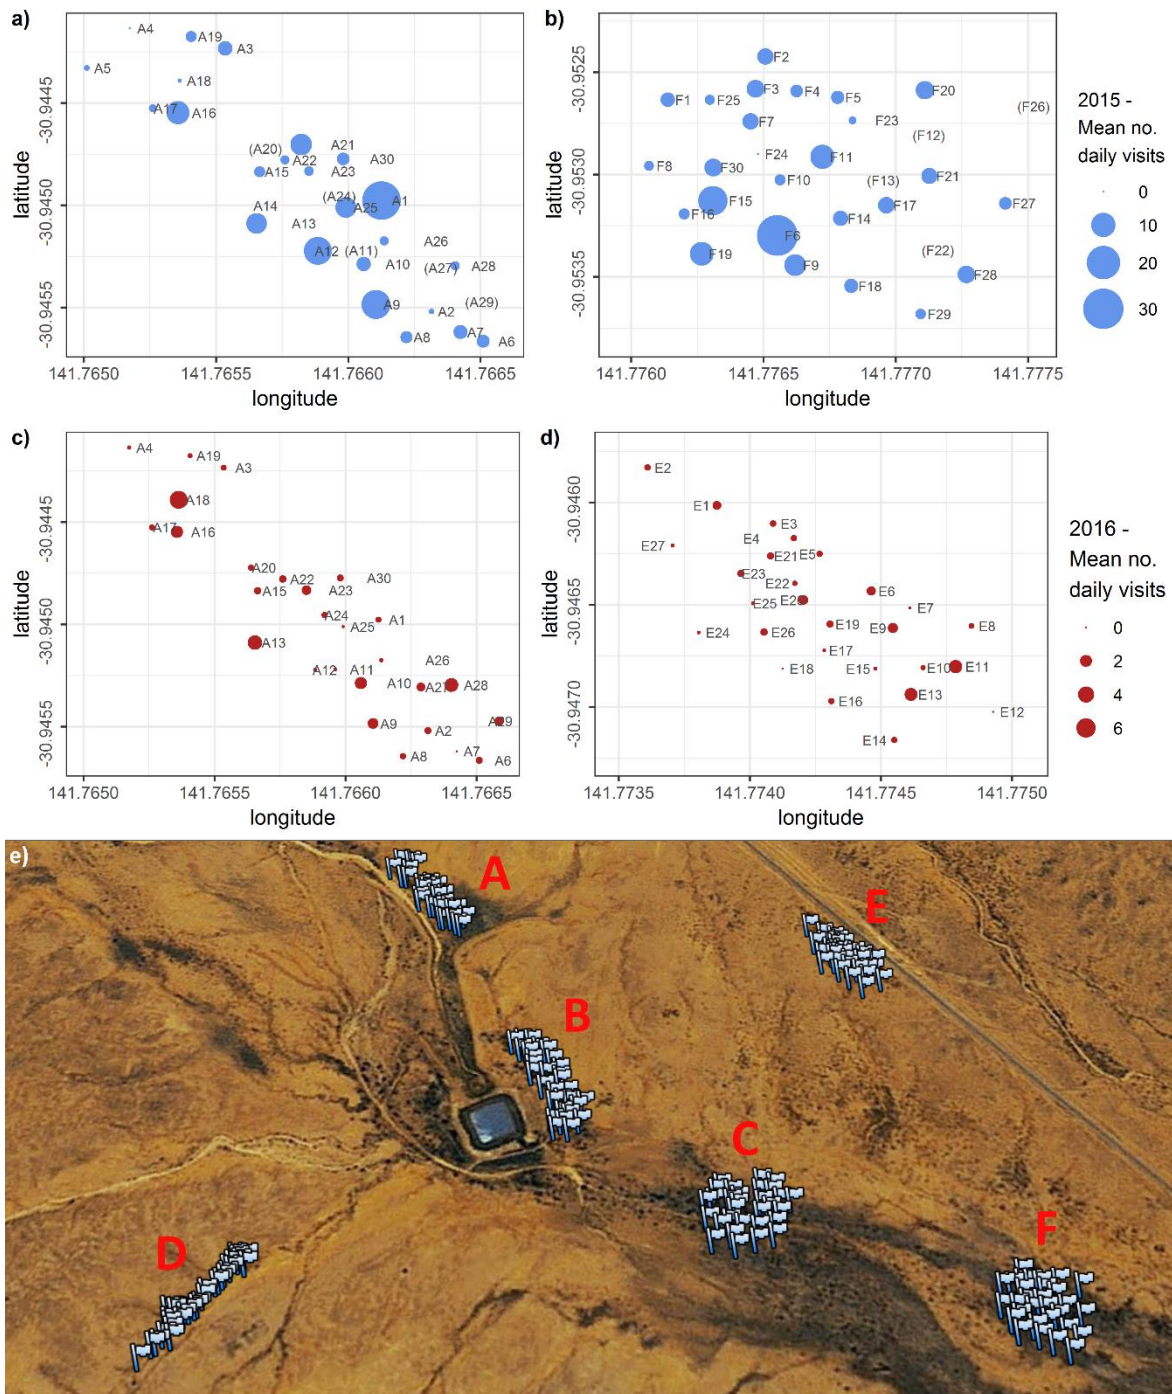 a)
A4
A19
A3
A5
A18
A17
A16
(A20)
A21
A22
A30
A15
A23
(A24)
A1
A14
A25
A13
A26
A12
(A11)
A10
(A27)
A28
A9
(A29)
A2
A8
A7
A6
-30.9445
-30.9450
-30.9455
latitude
141.7650
141.7655
141.7660
141.7665
longitude
b)
F2
F3
F4
F1
F25
F5
F20
(F26)
F7
F23
(F12)
F24
F11
F8
F30
F10
(F13)
F21
F15
F17
F27
F16
F14
F6
(F22)
F19
F9
F28
F18
F29
-30.9525
-30.9530
-30.9535
latitude
141.7760
141.7765
141.7770
141.7775
longitude
2015 -
Mean no.
daily visits
0
10
20
30
c)
A4
A19
A3
A18
A17
A16
A20
A22
A30
A15
A23
A24
A1
A25
A13
A26
A12
A11
A10
A27
A28
A9
A2
A29
A8
A7
A6
-30.9445
-30.9450
-30.9455
latitude
141.7650
141.7655
141.7660
141.7665
longitude
d)
E2
E1
E3
E4
E27
E21
E5
E23
E22
E6
E25
E20
E7
E24
E26
E19
E9
E8
E17
E18
E15
E10
E11
E16
E13
E12
E14
-30.9460
-30.9465
-30.9470
latitude
141.7735
141.7740
141.7745
141.7750
longitude
2016 -
Mean no.
daily visits
0
2
4
6
e)
A
E
B
C
D
F